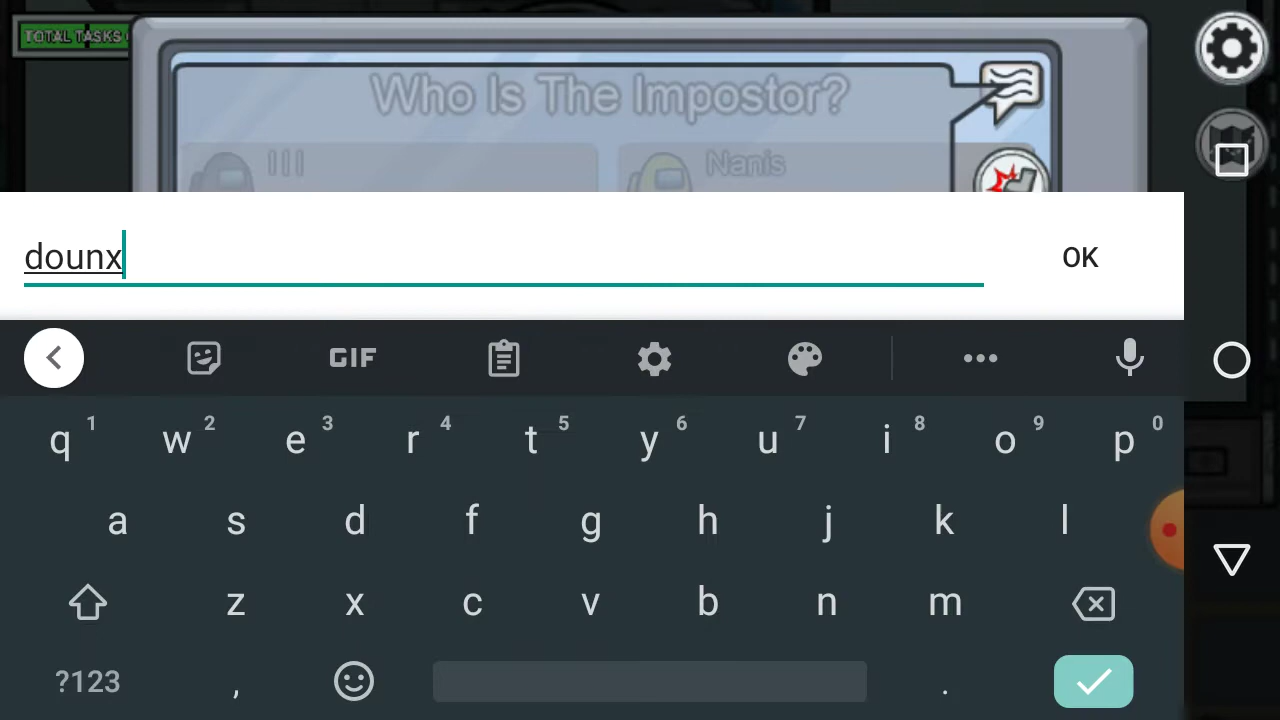 TOTAL TASKS
Who Is The Impostor?
III
Nanis
dounx
OK
GIF
q 1 w 2 e 3 r 4 t 5 y 6 u 7 i 8 o 9 p 0
a s d f g h j k l
z x c v b n m
?123 , .